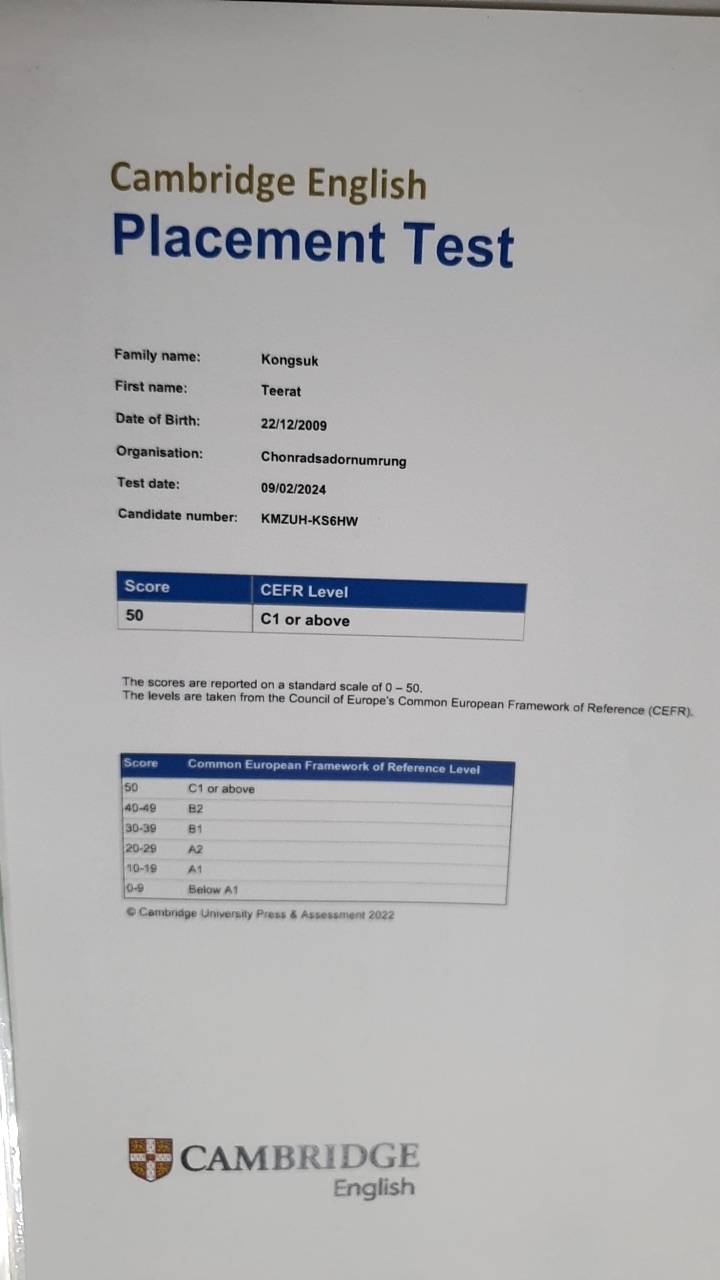 Cambridge English
Placement Test
Family name: Kongsuk
First name: Teerat
Date of Birth: 22/12/2009
Organisation: Chonradsadornumrung
Test date: 09/02/2024
Candidate number: KMZUH-KS6HW
Score CEFR Level
50 C1 or above
The scores are reported on a standard scale of 0 – 50.
The levels are taken from the Council of Europe's Common European Framework of Reference (CEFR).
Score Common European Framework of Reference Level
50 C1 or above
40-49 B2
30-39 B1
20-29 A2
10-19 A1
0-9 Below A1
© Cambridge University Press & Assessment 2022
CAMBRIDGE
English